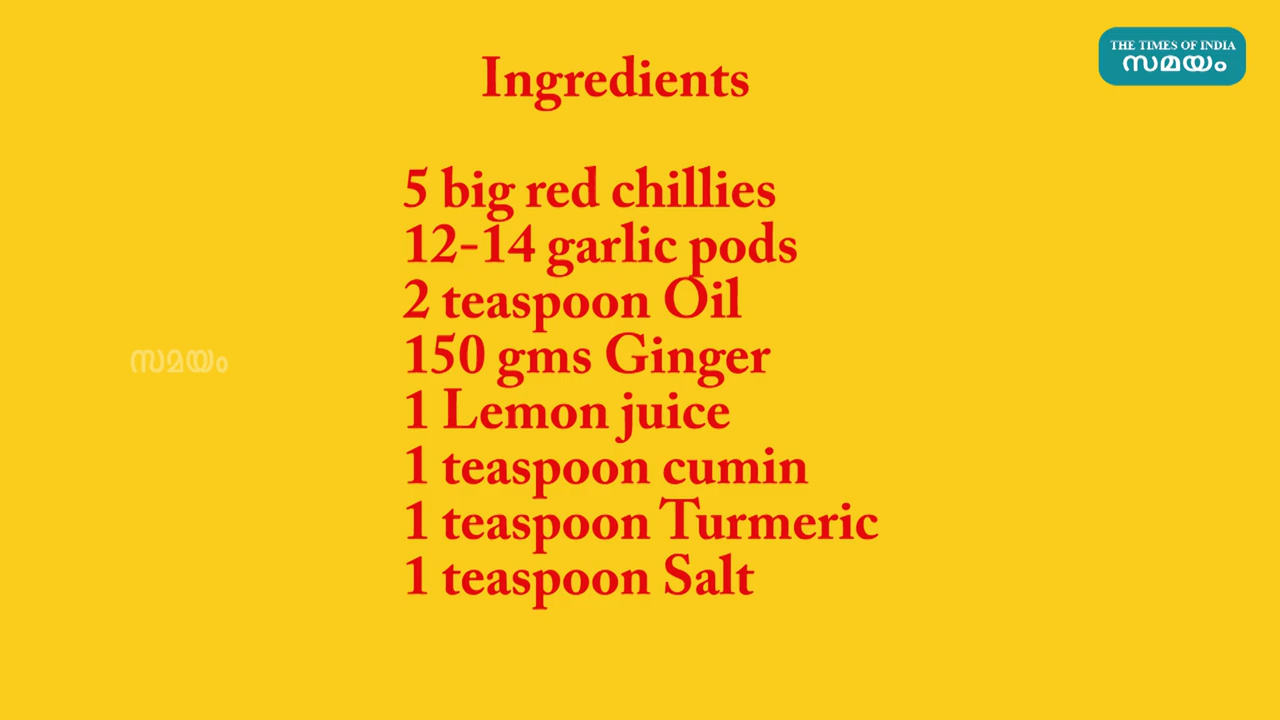 THE TIMES OF INDIA
സമയം
Ingredients
5 big red chillies
12-14 garlic pods
2 teaspoon Oil
150 gms Ginger
1 Lemon juice
1 teaspoon cumin
1 teaspoon Turmeric
1 teaspoon Salt
സമയം